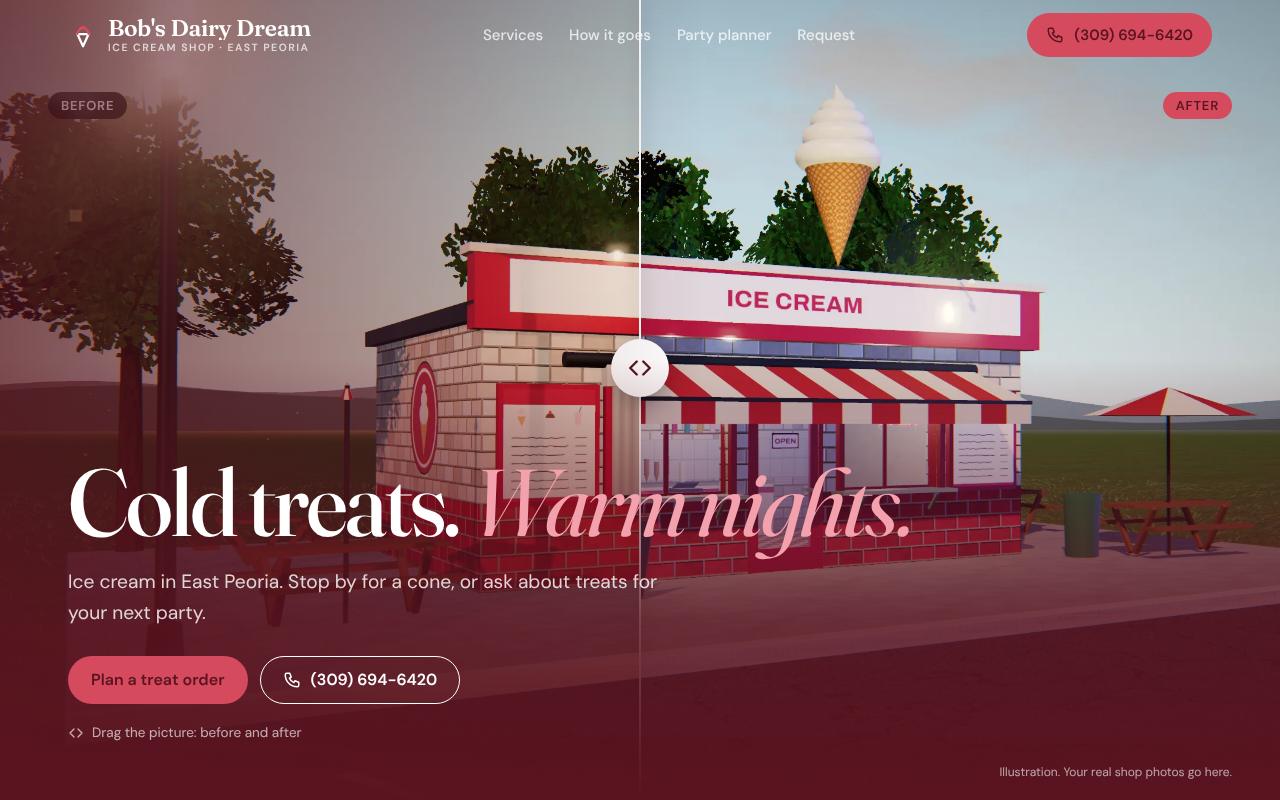 Bob's Dairy Dream
ICE CREAM SHOP · EAST PEORIA
Services
How it goes
Party planner
Request
(309) 694-6420
BEFORE
AFTER
ICE CREAM
OPEN
Cold treats. Warm nights.
Ice cream in East Peoria. Stop by for a cone, or ask about treats for
your next party.
Plan a treat order
(309) 694-6420
Drag the picture: before and after
Illustration. Your real shop photos go here.